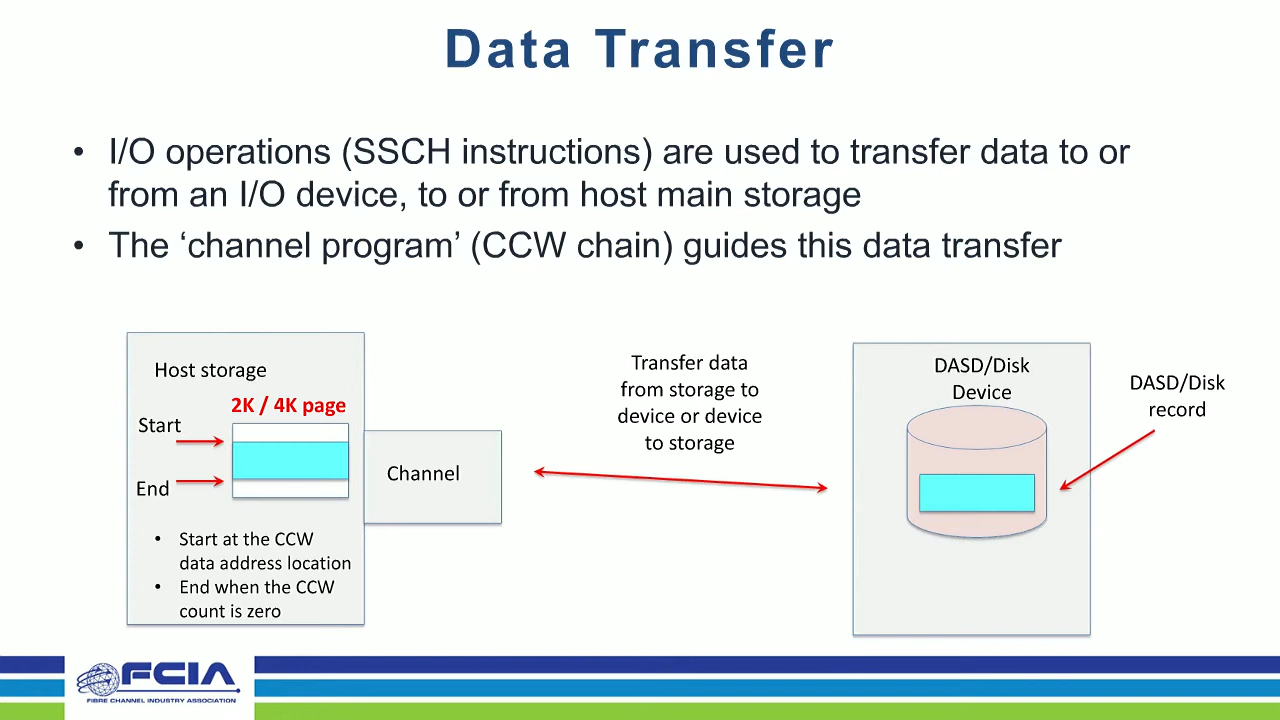 Data Transfer
• I/O operations (SSCH instructions) are used to transfer data to or
from an I/O device, to or from host main storage
• The ‘channel program’ (CCW chain) guides this data transfer
Host storage
2K / 4K page
Start
End
• Start at the CCW
data address location
• End when the CCW
count is zero
Channel
Transfer data
from storage to
device or device
to storage
DASD/Disk
Device
DASD/Disk
record
FCIA
FIBRE CHANNEL INDUSTRY ASSOCIATION